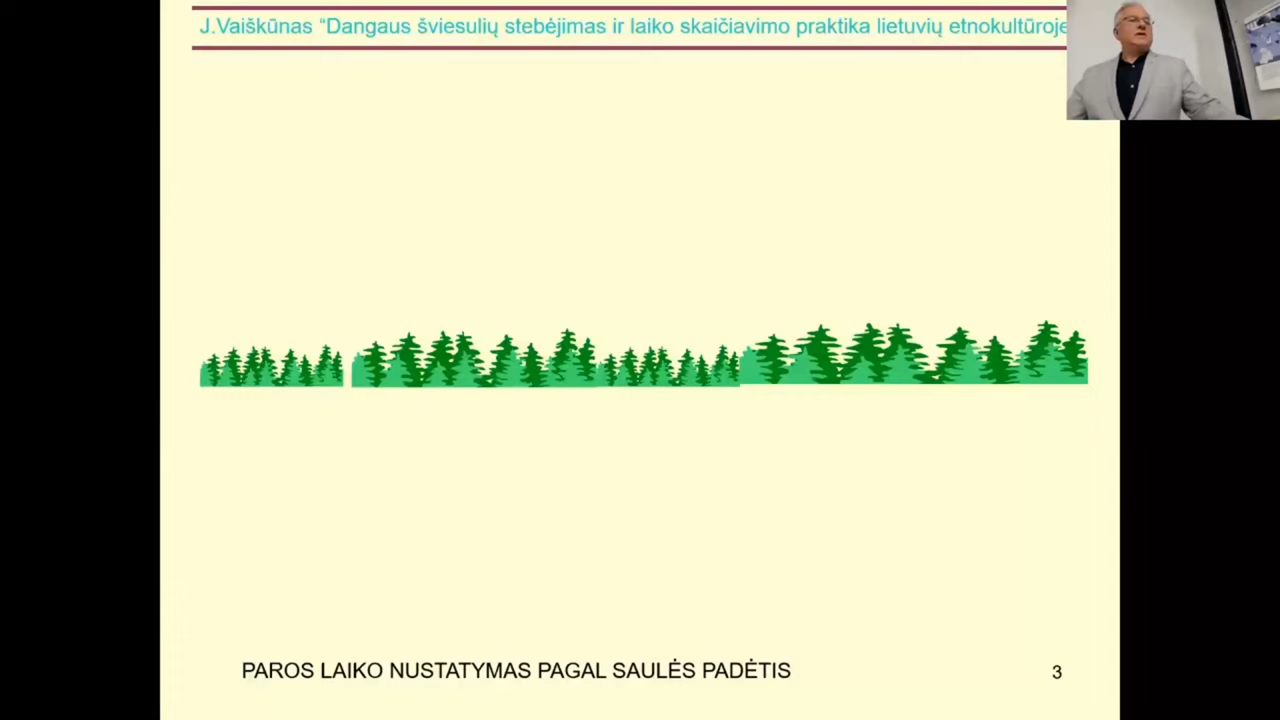 J.Vaiškūnas “Dangaus šviesulių stebėjimas ir laiko skaičiavimo praktika lietuvių etnokultūroje
PAROS LAIKO NUSTATYMAS PAGAL SAULĖS PADĖTIS
3